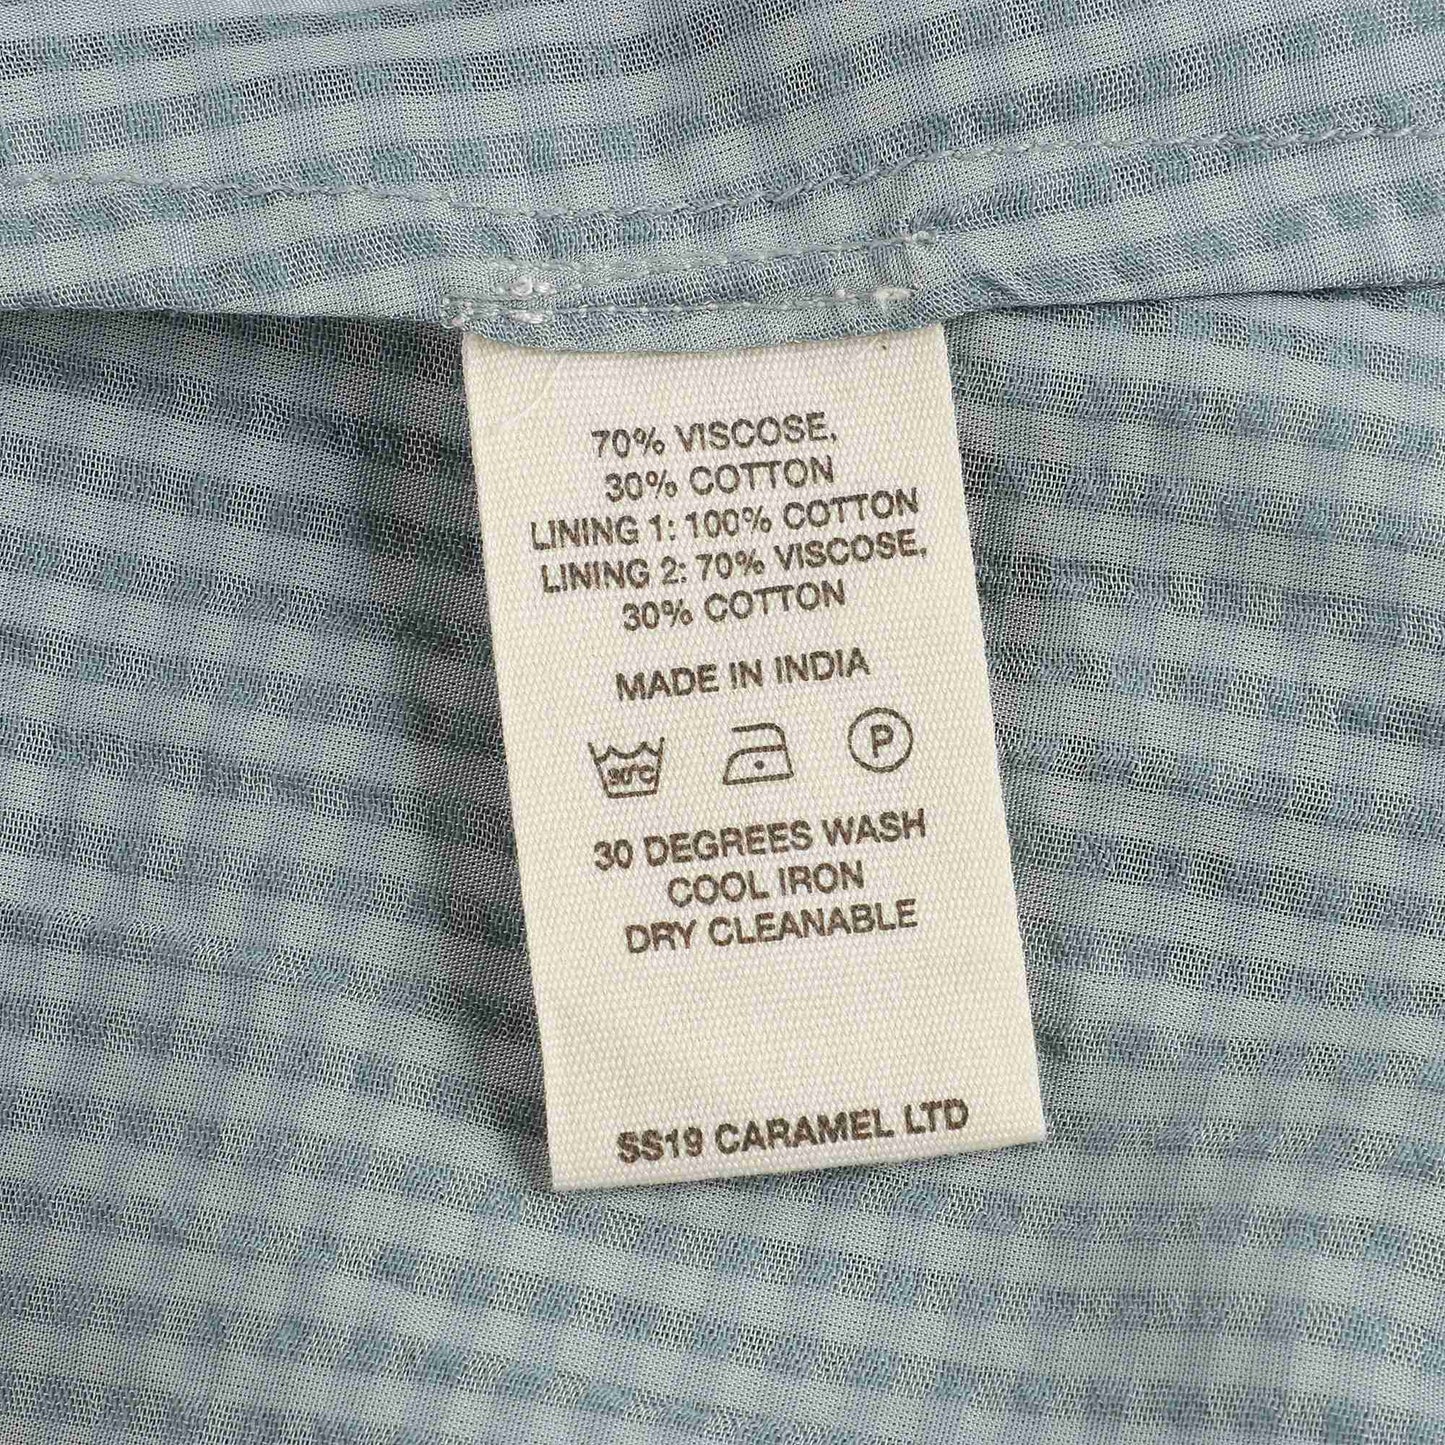 70% VISCOSE,
30% COTTON
LINING 1: 100% COTTON
LINING 2: 70% VISCOSE,
30% COTTON
MADE IN INDIA
30°C P
30 DEGREES WASH
COOL IRON
DRY CLEANABLE
SS19 CARAMEL LTD